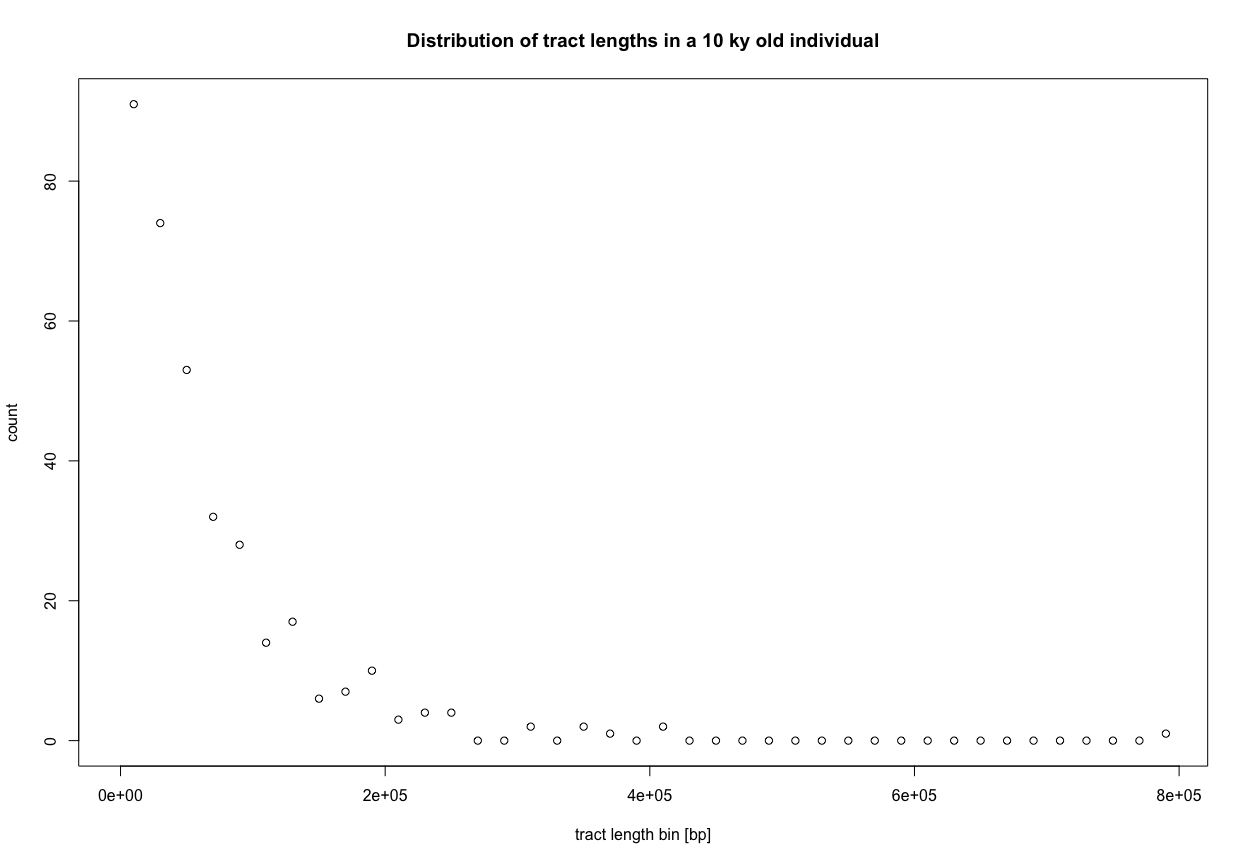 Distribution of tract lengths in a 10 ky old individual
80
60
40
20
0
count
0e+00 2e+05 4e+05 6e+05 8e+05
tract length bin [bp]